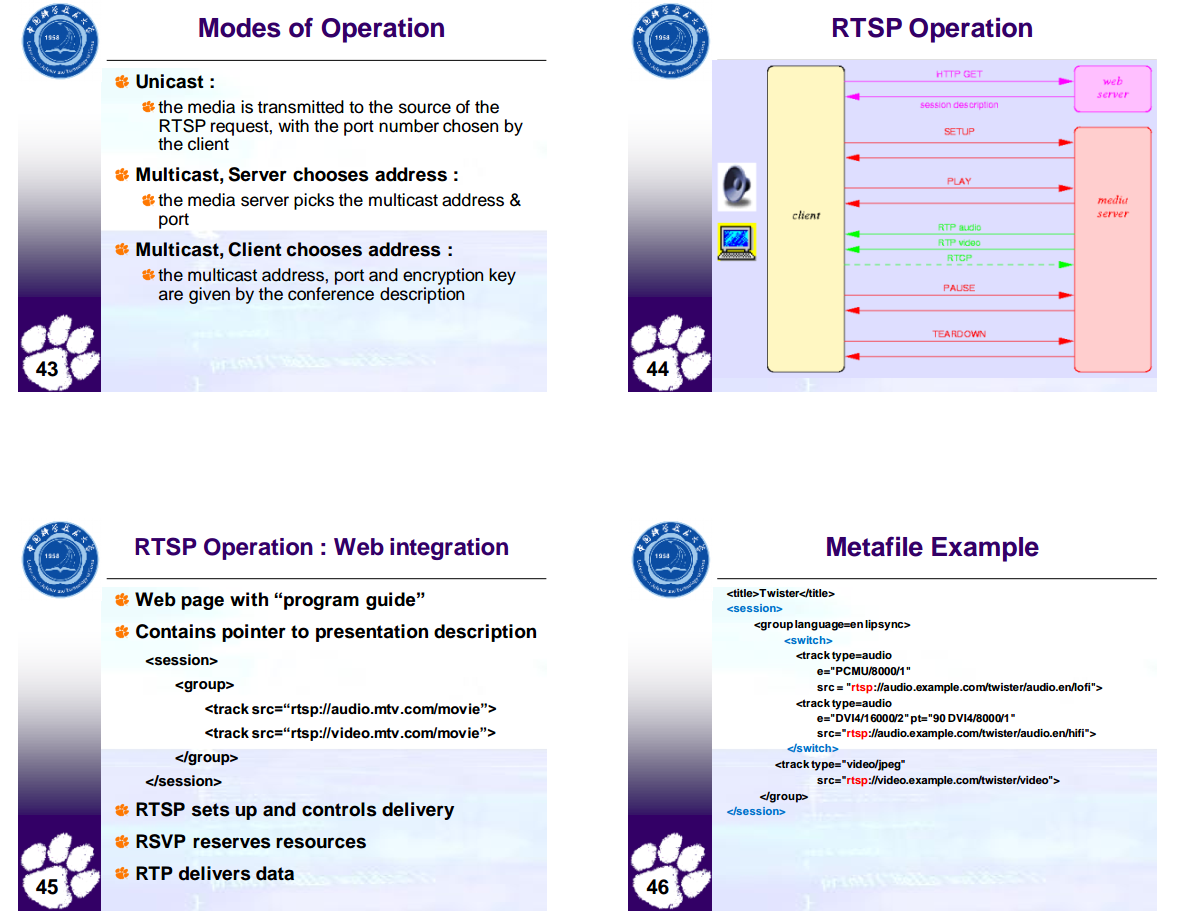 Modes of Operation
Unicast :
the media is transmitted to the source of the
RTSP request, with the port number chosen by
the client
Multicast, Server chooses address :
the media server picks the multicast address &
port
Multicast, Client chooses address :
the multicast address, port and encryption key
are given by the conference description
1958
43
RTSP Operation
HTTP GET
web
server
session description
SETUP
PLAY
client
media
server
RTP audio
RTP video
RTCP
PAUSE
TEARDOWN
1958
44
RTSP Operation : Web integration
Web page with “program guide”
Contains pointer to presentation description
<session>
<group>
<track src=“rtsp://audio.mtv.com/movie”>
<track src=“rtsp://video.mtv.com/movie”>
</group>
</session>
RTSP sets up and controls delivery
RSVP reserves resources
RTP delivers data
1958
45
Metafile Example
<title>Twister</title>
<session>
<group language=en lipsync>
<switch>
<track type=audio
e="PCMU/8000/1"
src = "rtsp://audio.example.com/twister/audio.en/lofi">
<track type=audio
e="DVI4/16000/2" pt="90 DVI4/8000/1"
src="rtsp://audio.example.com/twister/audio.en/hifi">
</switch>
<track type="video/jpeg"
src="rtsp://video.example.com/twister/video">
</group>
</session>
1958
46